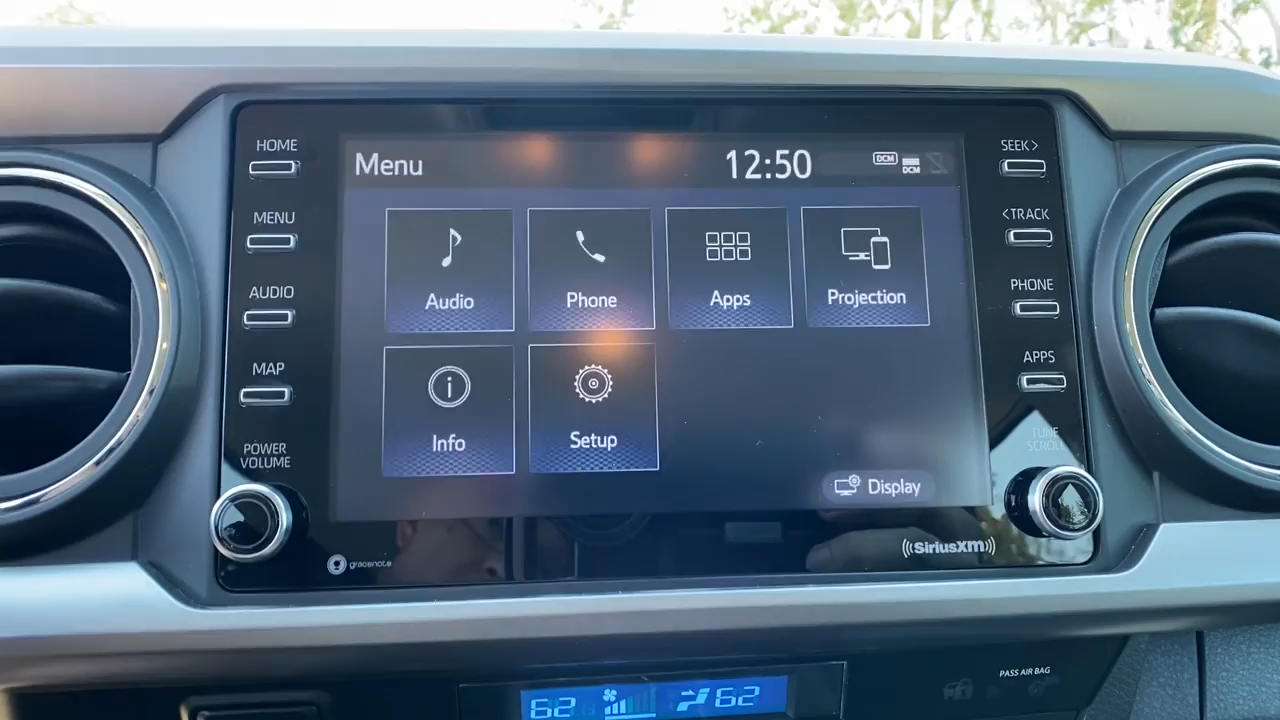 HOME
MENU
AUDIO
MAP
POWER
VOLUME
Menu
12:50
DCM
DCM
Audio
Phone
Apps
Projection
Info
Setup
Display
SEEK>
<TRACK
PHONE
APPS
TUNE
SCROLL
gracenote
((SiriusXM))
PASS AIR BAG
62
62